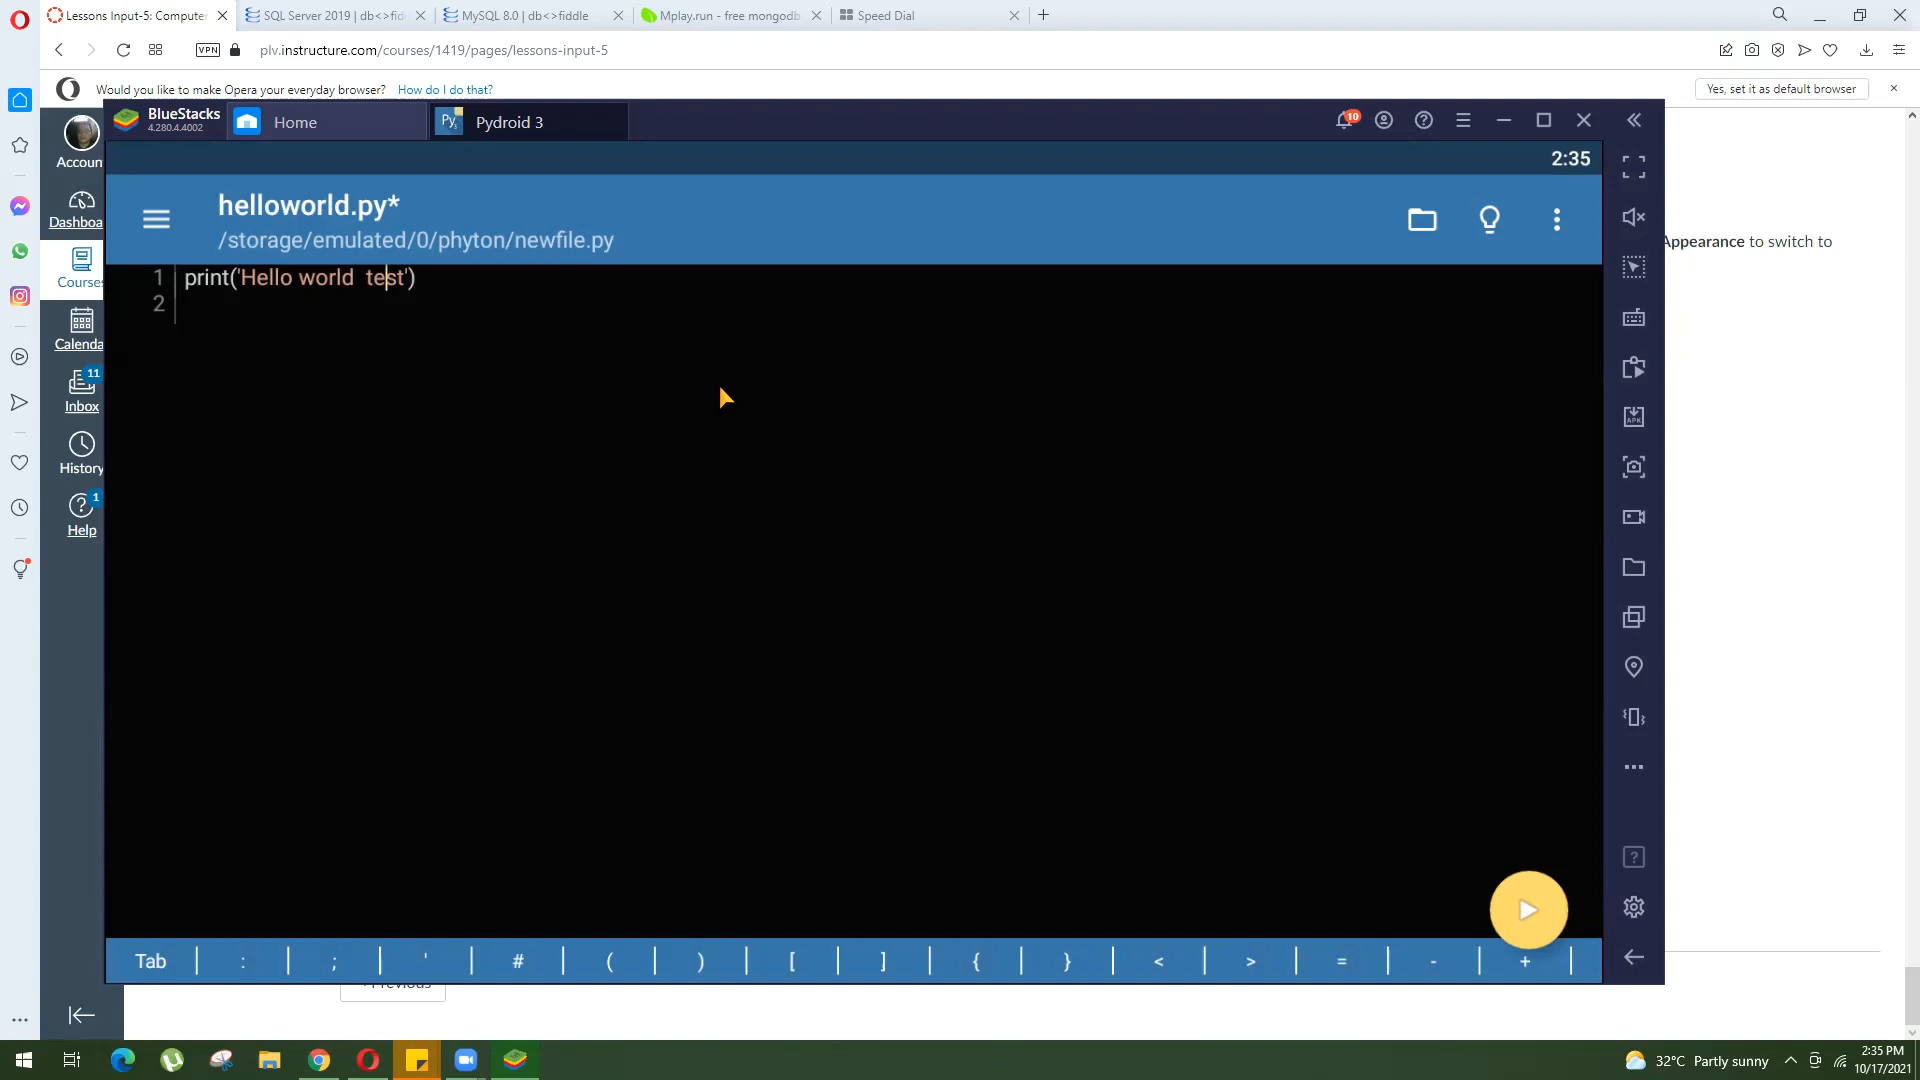 Lessons Input-5: Computer
SQL Server 2019 | db<>fid
MySQL 8.0 | db<>fiddle
Mplay.run - free mongodb
Speed Dial
VPN
plv.instructure.com/courses/1419/pages/lessons-input-5
Would you like to make Opera your everyday browser? How do I do that?
Yes, set it as default browser
BlueStacks
4.280.4.4002
Home
Py3
Pydroid 3
10
2:35
helloworld.py*
/storage/emulated/0/phyton/newfile.py
1 print('Hello world  test')
2
Appearance to switch to
Accoun
Dashboa
Course
Calenda
11
Inbox
History
1
Help
APK
Tab : ; ' # ( ) [ ] { } < > = - +
Previous
32°C Partly sunny
2:35 PM
10/17/2021